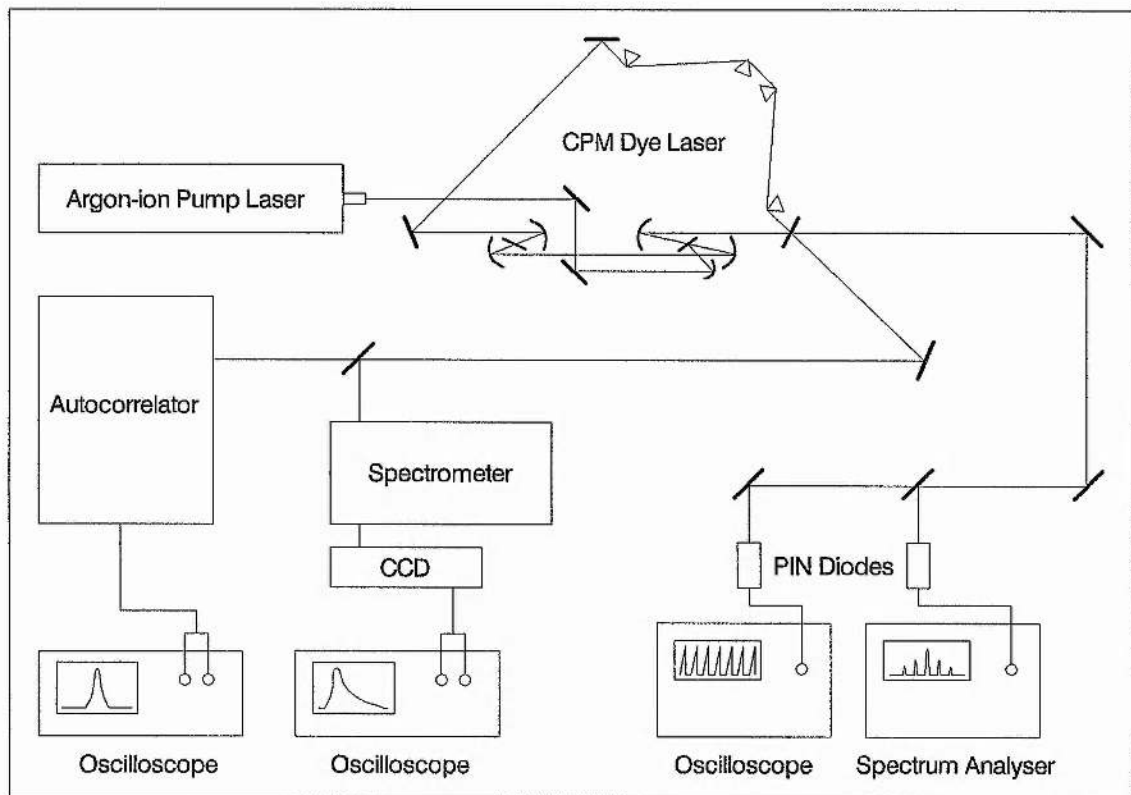 CPM Dye Laser
Argon-ion Pump Laser
Autocorrelator
Spectrometer
CCD
PIN Diodes
Oscilloscope
Oscilloscope
Oscilloscope
Spectrum Analyser